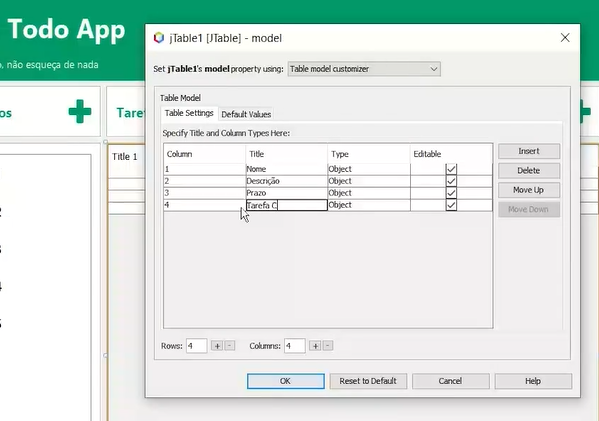 Todo App
o, não esqueça de nada
os
Taref
Title 1
2
3
4
5
jTable1 [JTable] - model
Set jTable1's model property using: Table model customizer
Table Model
Table Settings Default Values
Specify Title and Column Types Here:
Column Title Type Editable
1 Nome Object
2 Descrição Object
3 Prazo Object
4 Tarefa C Object
Insert
Delete
Move Up
Move Down
Rows: 4 + - Columns: 4 + -
OK Reset to Default Cancel Help